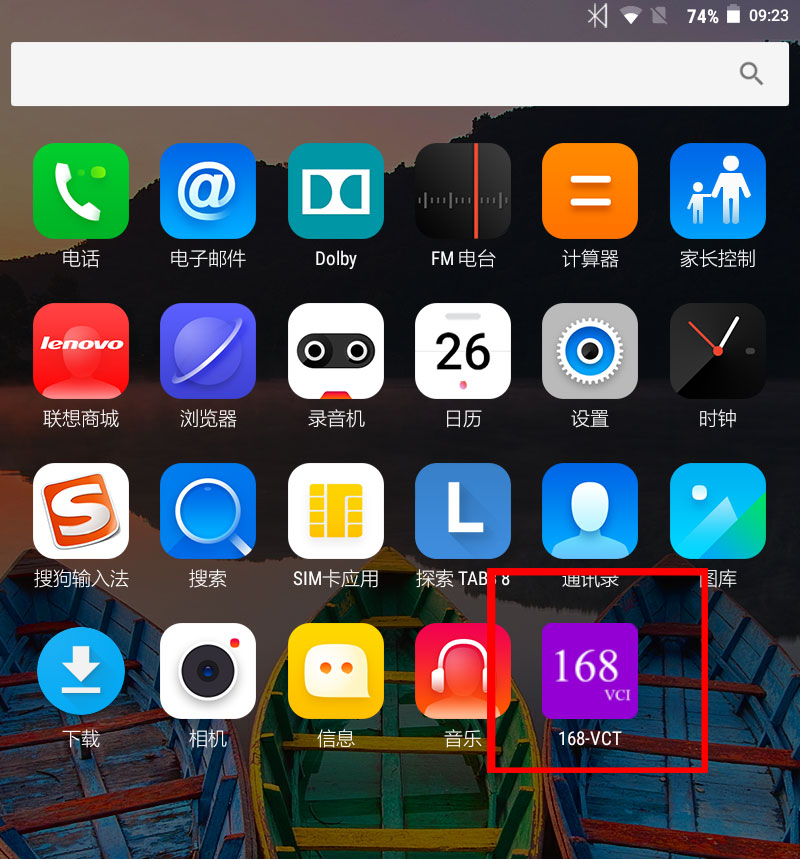 74% 09:23
电话 电子邮件 Dolby FM 电台 计算器 家长控制
lenovo 26
联想商城 浏览器 录音机 日历 设置 时钟
S L
搜狗输入法 搜索 SIM卡应用 探索 TAB3 8 通讯录 图库
168
VCI
下载 相机 信息 音乐 168-VCT